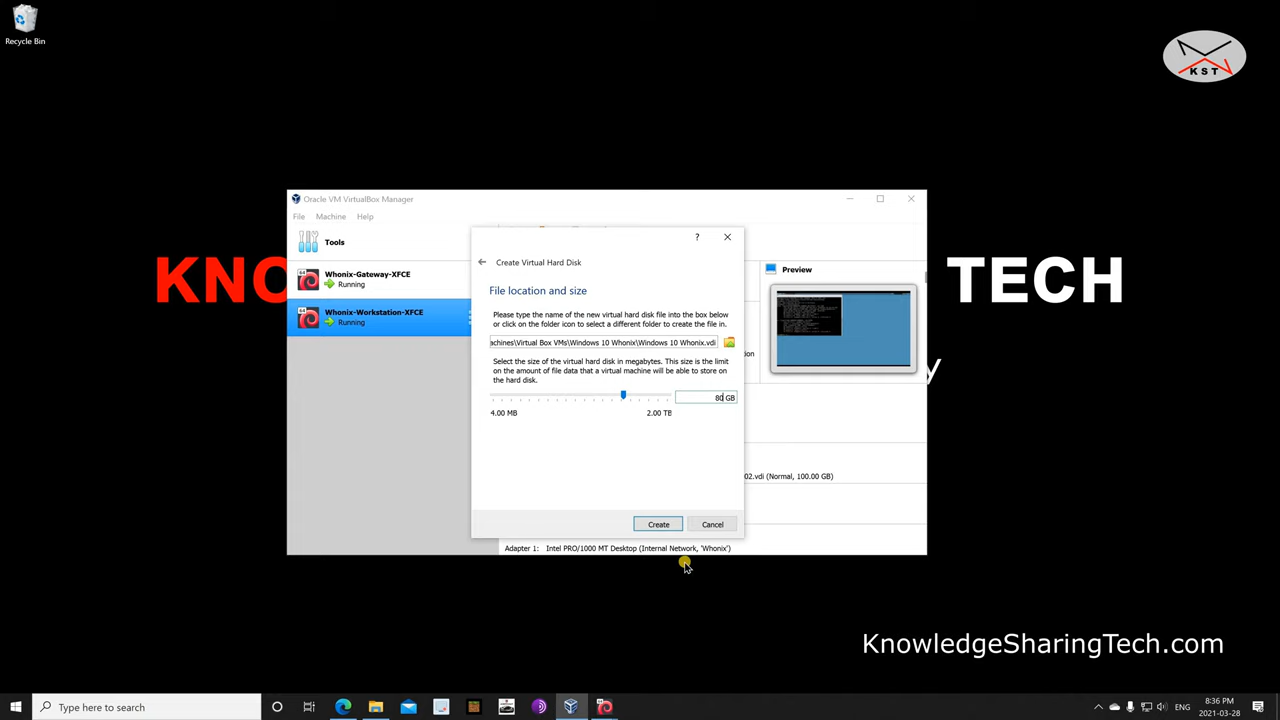 Recycle Bin
KST
Oracle VM VirtualBox Manager
File Machine Help
Tools
Whonix-Gateway-XFCE
Running
Whonix-Workstation-XFCE
Running
64
64
Preview
KNO
TECH
y
?
Create Virtual Hard Disk
File location and size
Please type the name of the new virtual hard disk file into the box below
or click on the folder icon to select a different folder to create the file in.
achines\Virtual Box VMs\Windows 10 Whonix\Windows 10 Whonix.vdi
Select the size of the virtual hard disk in megabytes. This size is the limit
on the amount of file data that a virtual machine will be able to store on
the hard disk.
80 GB
4.00 MB 2.00 TB
Create Cancel
ion
02.vdi (Normal, 100.00 GB)
Adapter 1: Intel PRO/1000 MT Desktop (Internal Network, 'Whonix')
KnowledgeSharingTech.com
Type here to search
ENG
8:36 PM
2021-03-28